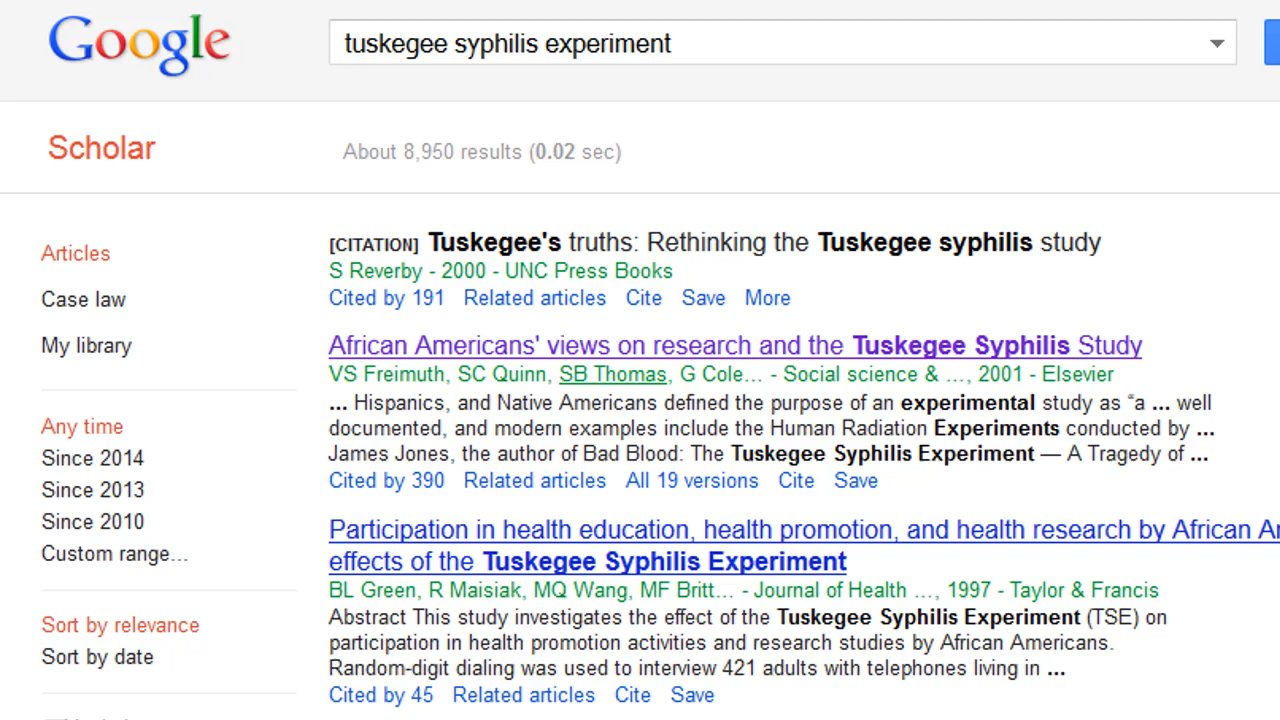 Google
tuskegee syphilis experiment
Scholar
About 8,950 results (0.02 sec)
Articles
Case law
My library
Any time
Since 2014
Since 2013
Since 2010
Custom range...
Sort by relevance
Sort by date
[CITATION] Tuskegee's truths: Rethinking the Tuskegee syphilis study
S Reverby - 2000 - UNC Press Books
Cited by 191 Related articles Cite Save More
African Americans' views on research and the Tuskegee Syphilis Study
VS Freimuth, SC Quinn, SB Thomas, G Cole... - Social science & ..., 2001 - Elsevier
... Hispanics, and Native Americans defined the purpose of an experimental study as “a ... well
documented, and modern examples include the Human Radiation Experiments conducted by ...
James Jones, the author of Bad Blood: The Tuskegee Syphilis Experiment — A Tragedy of ...
Cited by 390 Related articles All 19 versions Cite Save
Participation in health education, health promotion, and health research by African
effects of the Tuskegee Syphilis Experiment
BL Green, R Maisiak, MQ Wang, MF Britt... - Journal of Health ..., 1997 - Taylor & Francis
Abstract This study investigates the effect of the Tuskegee Syphilis Experiment (TSE) on
participation in health promotion activities and research studies by African Americans.
Random-digit dialing was used to interview 421 adults with telephones living in ...
Cited by 45 Related articles Cite Save